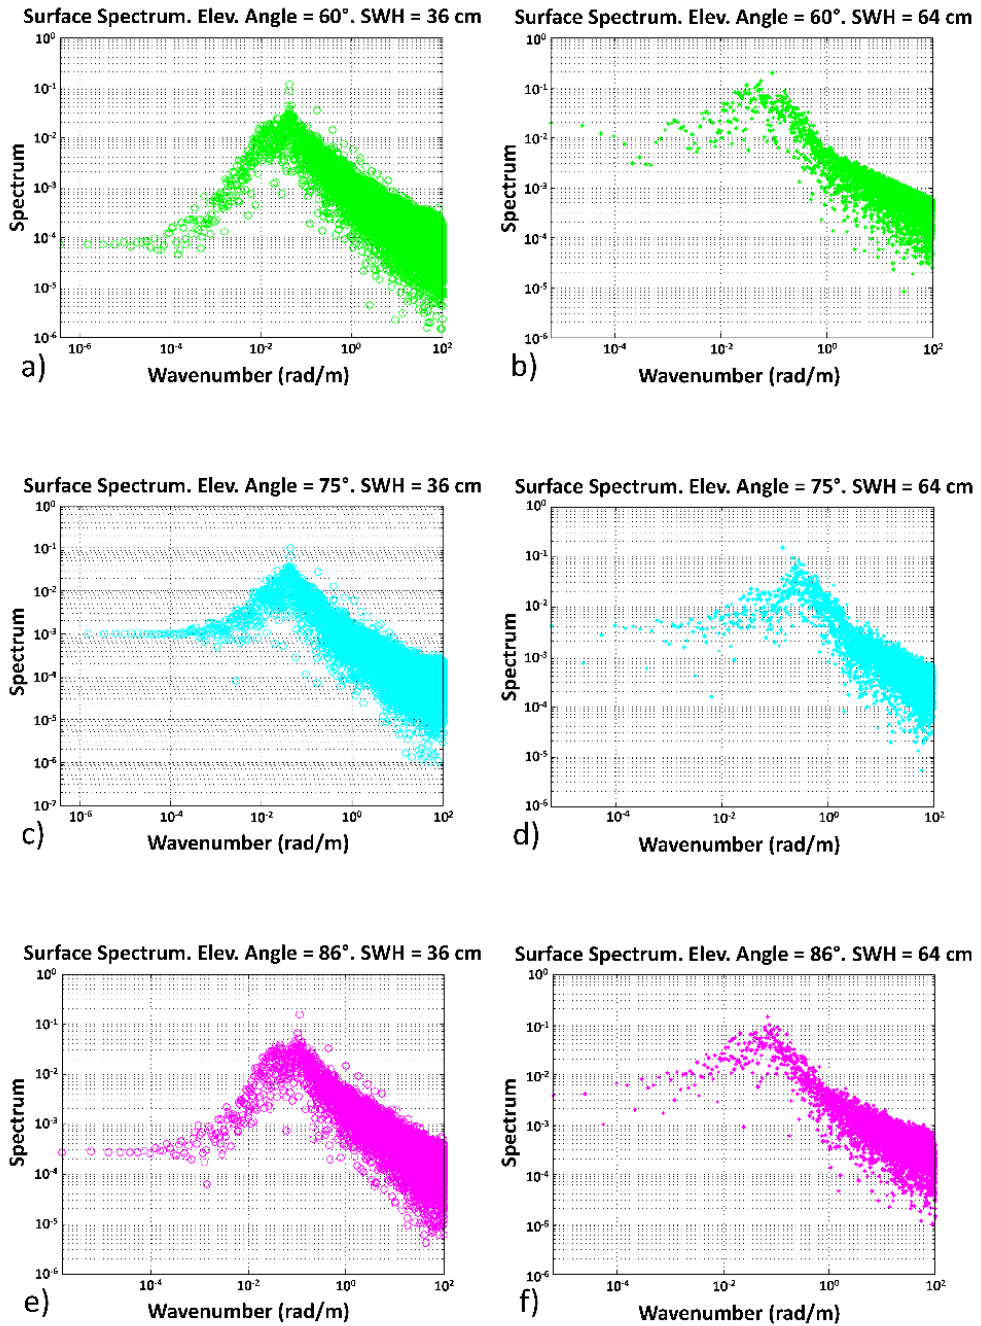 Surface Spectrum. Elev. Angle = 60°. SWH = 36 cm
10⁰
10⁻¹
10⁻²
10⁻³
10⁻⁴
10⁻⁵
10⁻⁶
Spectrum
10⁻⁶ 10⁻² 10⁰ 10²
a) Wavenumber (rad/m)
Surface Spectrum. Elev. Angle = 60°. SWH = 64 cm
10⁰
10⁻¹
10⁻²
10⁻³
10⁻⁴
10⁻⁵
10⁻⁶
Spectrum
10⁻⁴ 10⁻² 10⁰ 10²
b) Wavenumber (rad/m)
Surface Spectrum. Elev. Angle = 75°. SWH = 36 cm
10⁰
10⁻¹
10⁻²
10⁻³
10⁻⁴
10⁻⁵
10⁻⁶
10⁻⁷
Spectrum
10⁻⁶ 10⁻⁴ 10⁻² 10⁰ 10²
c) Wavenumber (rad/m)
Surface Spectrum. Elev. Angle = 75°. SWH = 64 cm
10⁰
10⁻¹
10⁻²
10⁻³
10⁻⁴
10⁻⁵
10⁻⁶
Spectrum
10⁻⁴ 10⁻² 10⁰ 10²
d) Wavenumber (rad/m)
Surface Spectrum. Elev. Angle = 86°. SWH = 36 cm
10⁰
10⁻¹
10⁻²
10⁻³
10⁻⁴
10⁻⁵
10⁻⁶
Spectrum
10⁻⁴ 10⁻² 10⁰ 10²
e) Wavenumber (rad/m)
Surface Spectrum. Elev. Angle = 86°. SWH = 64 cm
10⁰
10⁻¹
10⁻²
10⁻³
10⁻⁴
10⁻⁵
10⁻⁶
Spectrum
10⁻⁴ 10⁻² 10⁰ 10²
f) Wavenumber (rad/m)